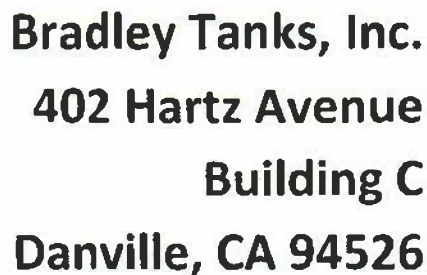 Bradley Tanks, Inc.
402 Hartz Avenue
Building C
Danville, CA 94526